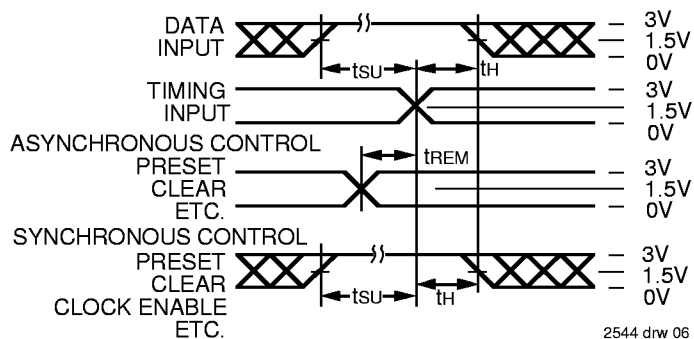 DATA
INPUT
3V
1.5V
0V
tSU
tH
TIMING
INPUT
3V
1.5V
0V
ASYNCHRONOUS CONTROL
PRESET
CLEAR
ETC.
tREM
3V
1.5V
0V
SYNCHRONOUS CONTROL
PRESET
CLEAR
CLOCK ENABLE
ETC.
3V
1.5V
0V
tSU
tH
2544 drw 06